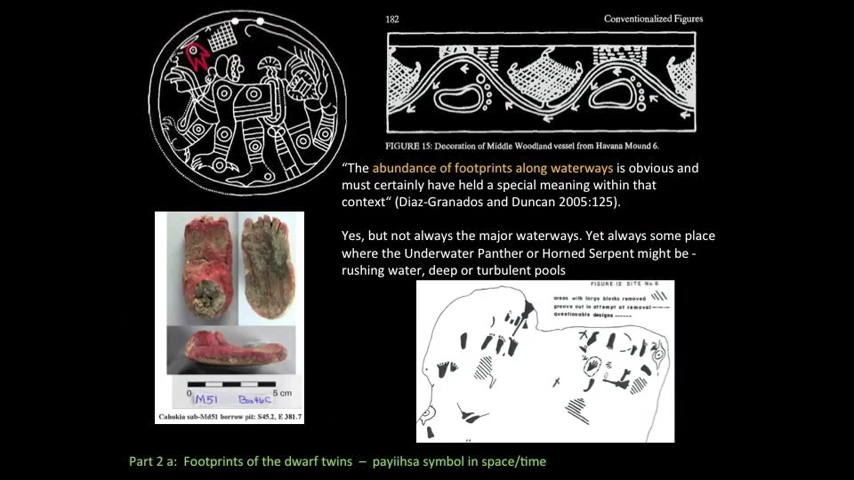 182 Conventionalized Figures
FIGURE 15: Decoration of Middle Woodland vessel from Havana Mound 6.
“The abundance of footprints along waterways is obvious and
must certainly have held a special meaning within that
context“ (Diaz-Granados and Duncan 2005:125).
Yes, but not always the major waterways. Yet always some place
where the Underwater Panther or Horned Serpent might be -
rushing water, deep or turbulent pools
0 5 cm
M51 Box46C
Cahokia sub-Md51 borrow pit: S45.2, E 381.7
FIGURE 12 SITE No. 6
areas with large blocks removed
groove cut in attempt of removal
questionable designs
Part 2 a: Footprints of the dwarf twins – payiihsa symbol in space/time